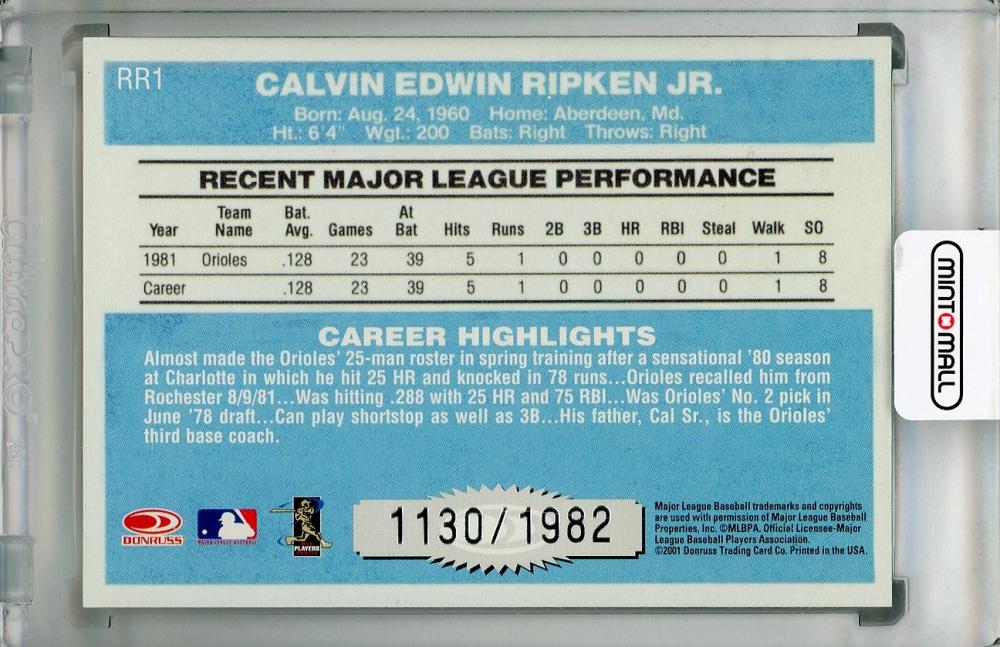 RR1
CALVIN EDWIN RIPKEN JR.
Born: Aug. 24, 1960 Home: Aberdeen, Md.
Ht.: 6'4" Wgt.: 200 Bats: Right Throws: Right
RECENT MAJOR LEAGUE PERFORMANCE
Year Team Name Bat. Avg. Games At Bat Hits Runs 2B 3B HR RBI Steal Walk SO
1981 Orioles .128 23 39 5 1 0 0 0 0 0 1 8
Career .128 23 39 5 1 0 0 0 0 0 1 8
CAREER HIGHLIGHTS
Almost made the Orioles' 25-man roster in spring training after a sensational '80 season
at Charlotte in which he hit 25 HR and knocked in 78 runs...Orioles recalled him from
Rochester 8/9/81...Was hitting .288 with 25 HR and 75 RBI...Was Orioles' No. 2 pick in
June '78 draft...Can play shortstop as well as 3B...His father, Cal Sr., is the Orioles'
third base coach.
DONRUSS
MAJOR LEAGUE BASEBALL
PLAYERS
1130/1982
Major League Baseball trademarks and copyrights
are used with permission of Major League Baseball
Properties, Inc. ©MLBPA. Official Licensee-Major
League Baseball Players Association.
©2001 Donruss Trading Card Co. Printed in the USA.
MINTOMALL